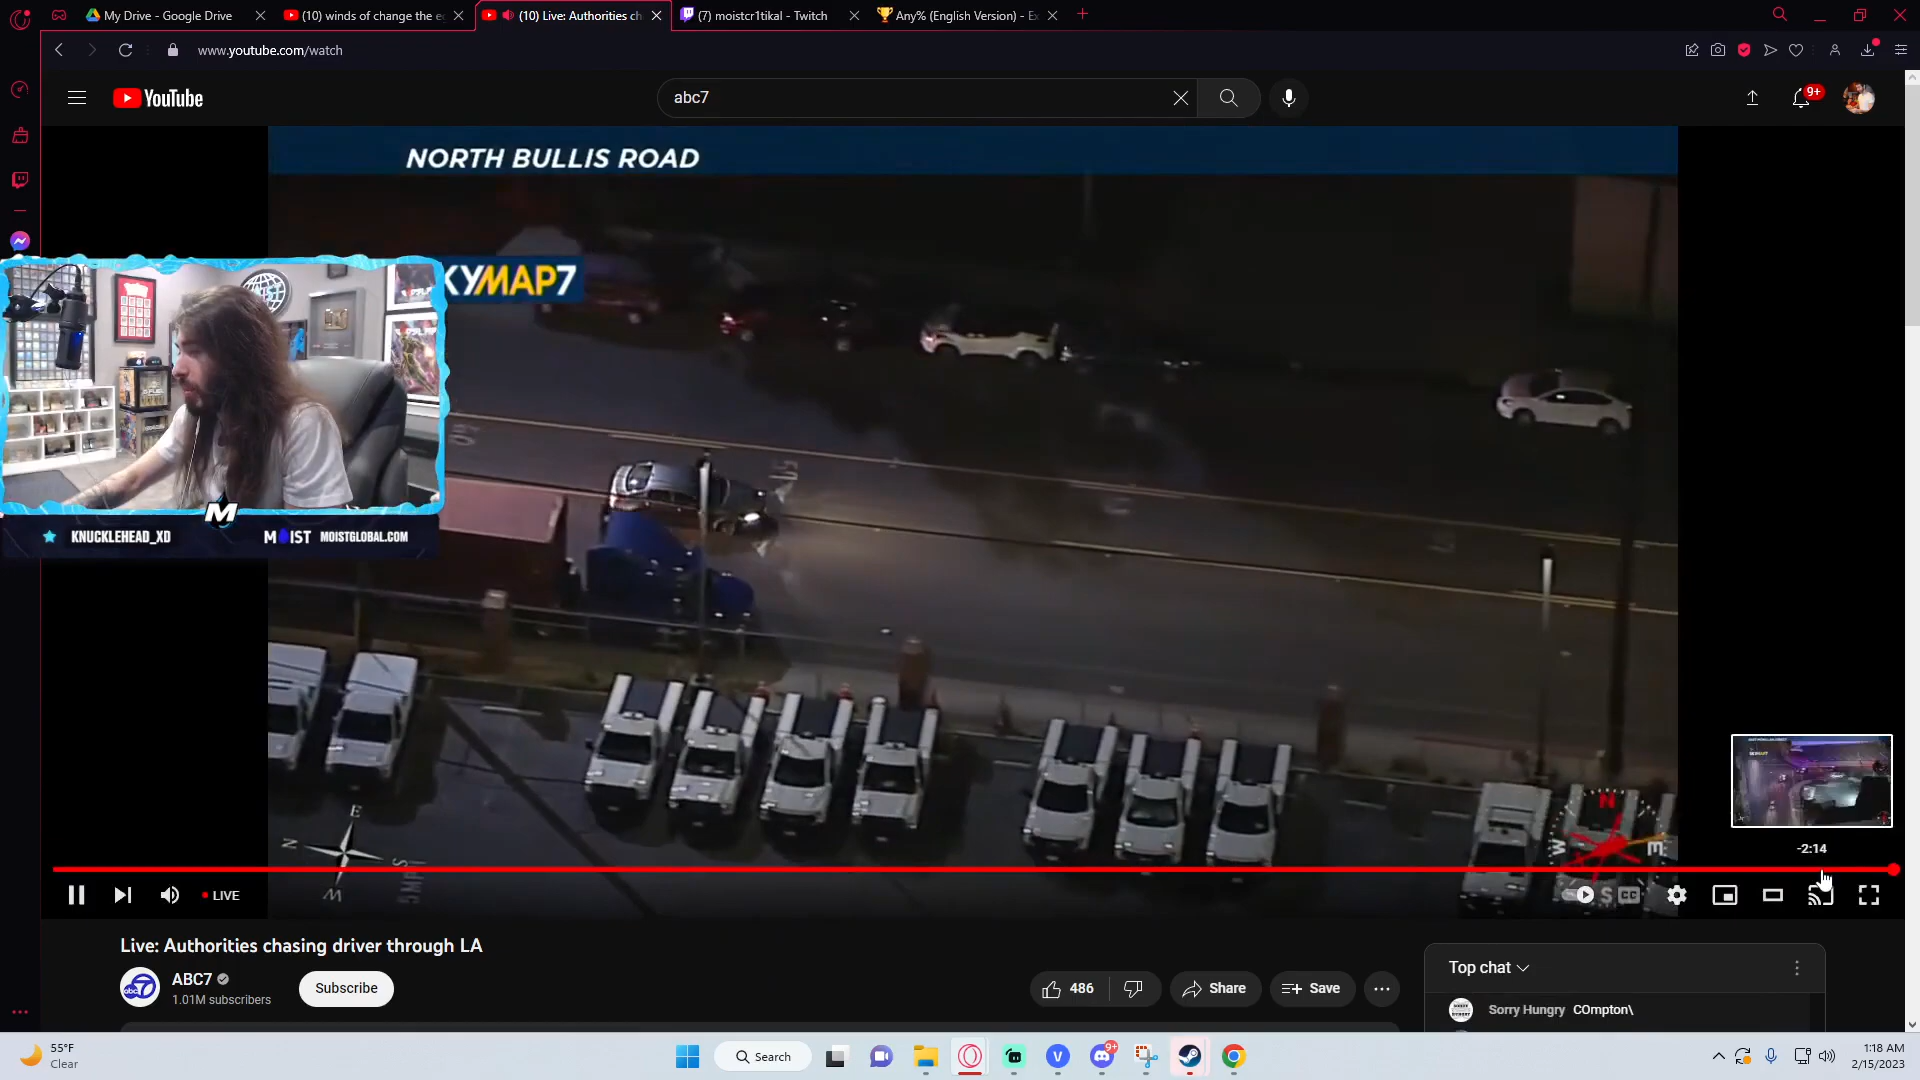 My Drive - Google Drive
(10) winds of change the e
(10) Live: Authorities ch
(7) moistcr1tikal - Twitch
Any% (English Version) - E
www.youtube.com/watch
YouTube
abc7
9+
NORTH BULLIS ROAD
SKYMAP7
M
KNUCKLEHEAD_XD
MOIST
MOISTGLOBAL.COM
E
N
W
N
W
E
-2:14
LIVE
CC
Live: Authorities chasing driver through LA
ABC7
1.01M subscribers
Subscribe
486
Share
Save
Top chat
Sorry Hungry COmpton\
55°F
Clear
Search
9+
1:18 AM
2/15/2023